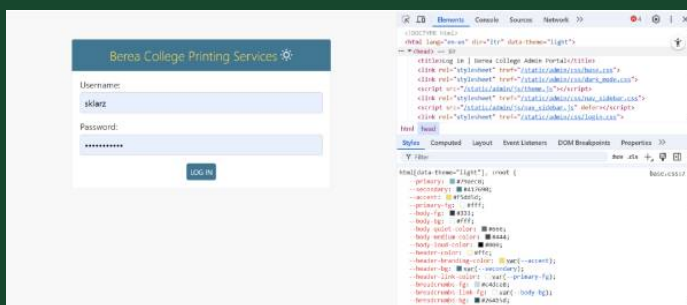 Berea College Printing Services
Username:
sklarz
Password:
LOG IN
Elements Console Sources Network
<!DOCTYPE html>
<html lang="en-us" dir="ltr" data-theme="light">
<head> == $0
<title>Log in | Berea College Admin Portal</title>
<link rel="stylesheet" href="/static/admin/css/base.css">
<link rel="stylesheet" href="/static/admin/css/dark_mode.css">
<script src="/static/admin/js/theme.js"></script>
<link rel="stylesheet" href="/static/admin/css/nav_sidebar.css">
<script src="/static/admin/js/nav_sidebar.js" defer></script>
<link rel="stylesheet" href="/static/admin/css/login.css">
html head
Styles Computed Layout Event Listeners DOM Breakpoints Properties
Filter :hov .cls
html[data-theme="light"], :root {
--primary: #79aec8;
--secondary: #417690;
--accent: #f5dd5d;
--primary-fg: #fff;
--body-fg: #333;
--body-bg: #fff;
--body-quiet-color: #666;
--body-medium-color: #444;
--body-loud-color: #000;
--header-color: #ffc;
--header-branding-color: var(--accent);
--header-bg: var(--secondary);
--header-link-color: var(--primary-fg);
--breadcrumbs-fg: #c4dce8;
--breadcrumbs-link-fg: var(--body-bg);
--breadcrumbs-bg: #264b5d;